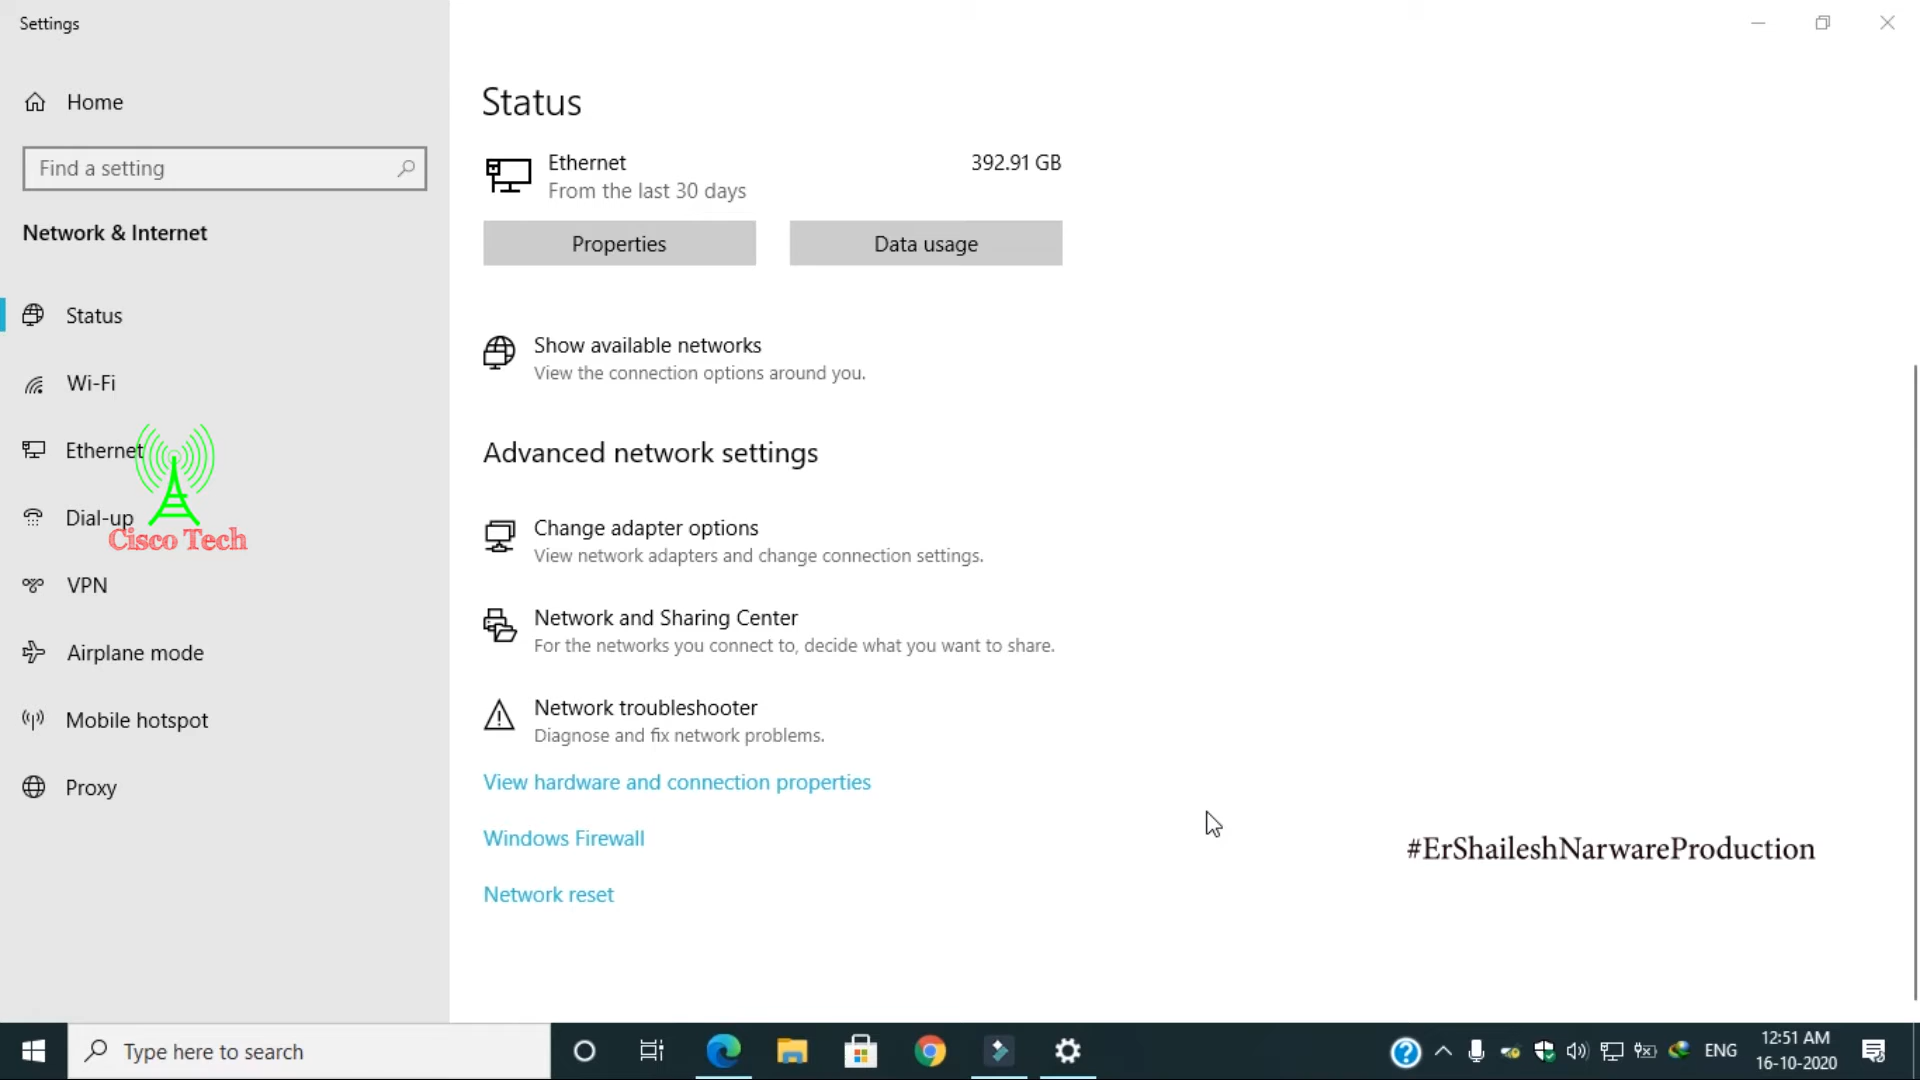 Settings
Home
Find a setting
Network & Internet
Status
Wi-Fi
Ethernet
Dial-up
Cisco Tech
VPN
Airplane mode
Mobile hotspot
Proxy
Status
Ethernet 392.91 GB
From the last 30 days
Properties Data usage
Show available networks
View the connection options around you.
Advanced network settings
Change adapter options
View network adapters and change connection settings.
Network and Sharing Center
For the networks you connect to, decide what you want to share.
Network troubleshooter
Diagnose and fix network problems.
View hardware and connection properties
Windows Firewall
Network reset
#ErShaileshNarwareProduction
Type here to search
ENG
12:51 AM
16-10-2020